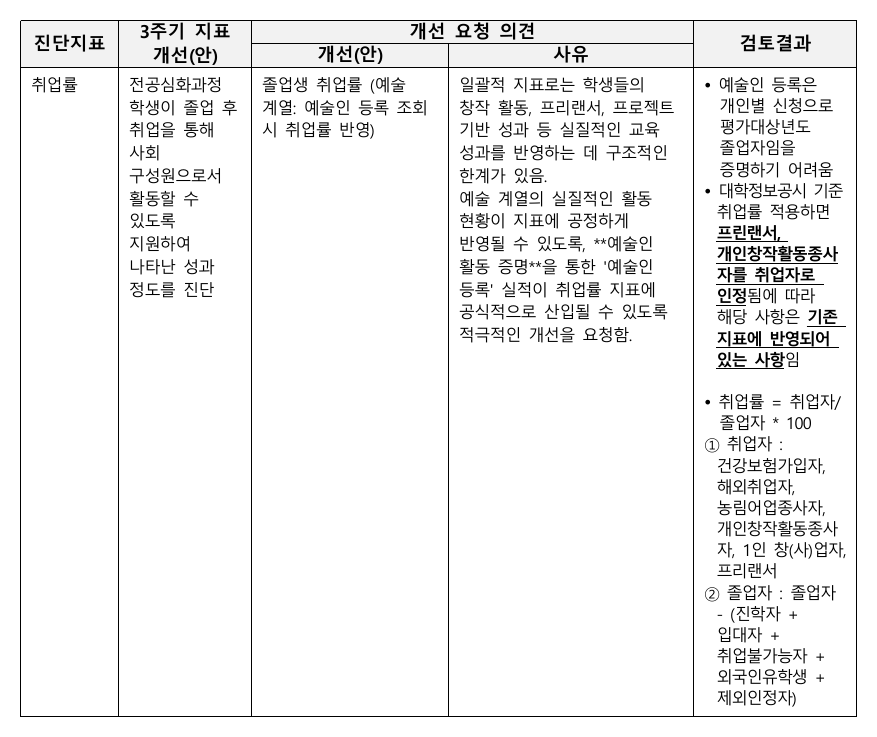 진단지표
3주기 지표
개선(안)
개선 요청 의견
개선(안)
사유
검토결과
취업률
전공심화과정
학생이 졸업 후
취업을 통해
사회
구성원으로서
활동할 수
있도록
지원하여
나타난 성과
정도를 진단
졸업생 취업률 (예술
계열: 예술인 등록 조회
시 취업률 반영)
일괄적 지표로는 학생들의
창작 활동, 프리랜서, 프로젝트
기반 성과 등 실질적인 교육
성과를 반영하는 데 구조적인
한계가 있음.
예술 계열의 실질적인 활동
현황이 지표에 공정하게
반영될 수 있도록, **예술인
활동 증명**을 통한 '예술인
등록' 실적이 취업률 지표에
공식적으로 산입될 수 있도록
적극적인 개선을 요청함.
• 예술인 등록은
개인별 신청으로
평가대상년도
졸업자임을
증명하기 어려움
• 대학정보공시 기준
취업률 적용하면
프린랜서,
개인창작활동종사
자를 취업자로
인정됨에 따라
해당 사항은 기존
지표에 반영되어
있는 사항임
• 취업률 = 취업자/
졸업자 * 100
① 취업자 :
건강보험가입자,
해외취업자,
농림어업종사자,
개인창작활동종사
자, 1인 창(사)업자,
프리랜서
② 졸업자 : 졸업자
- (진학자 +
입대자 +
취업불가능자 +
외국인유학생 +
제외인정자)